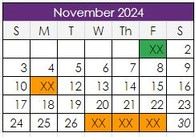 November 2024
S M T W T F S
XX 2
3 4 5 6 7 8 9
10 XX 12 13 14 15 16
17 18 19 20 21 22 23
24 25 26 XX XX XX 30